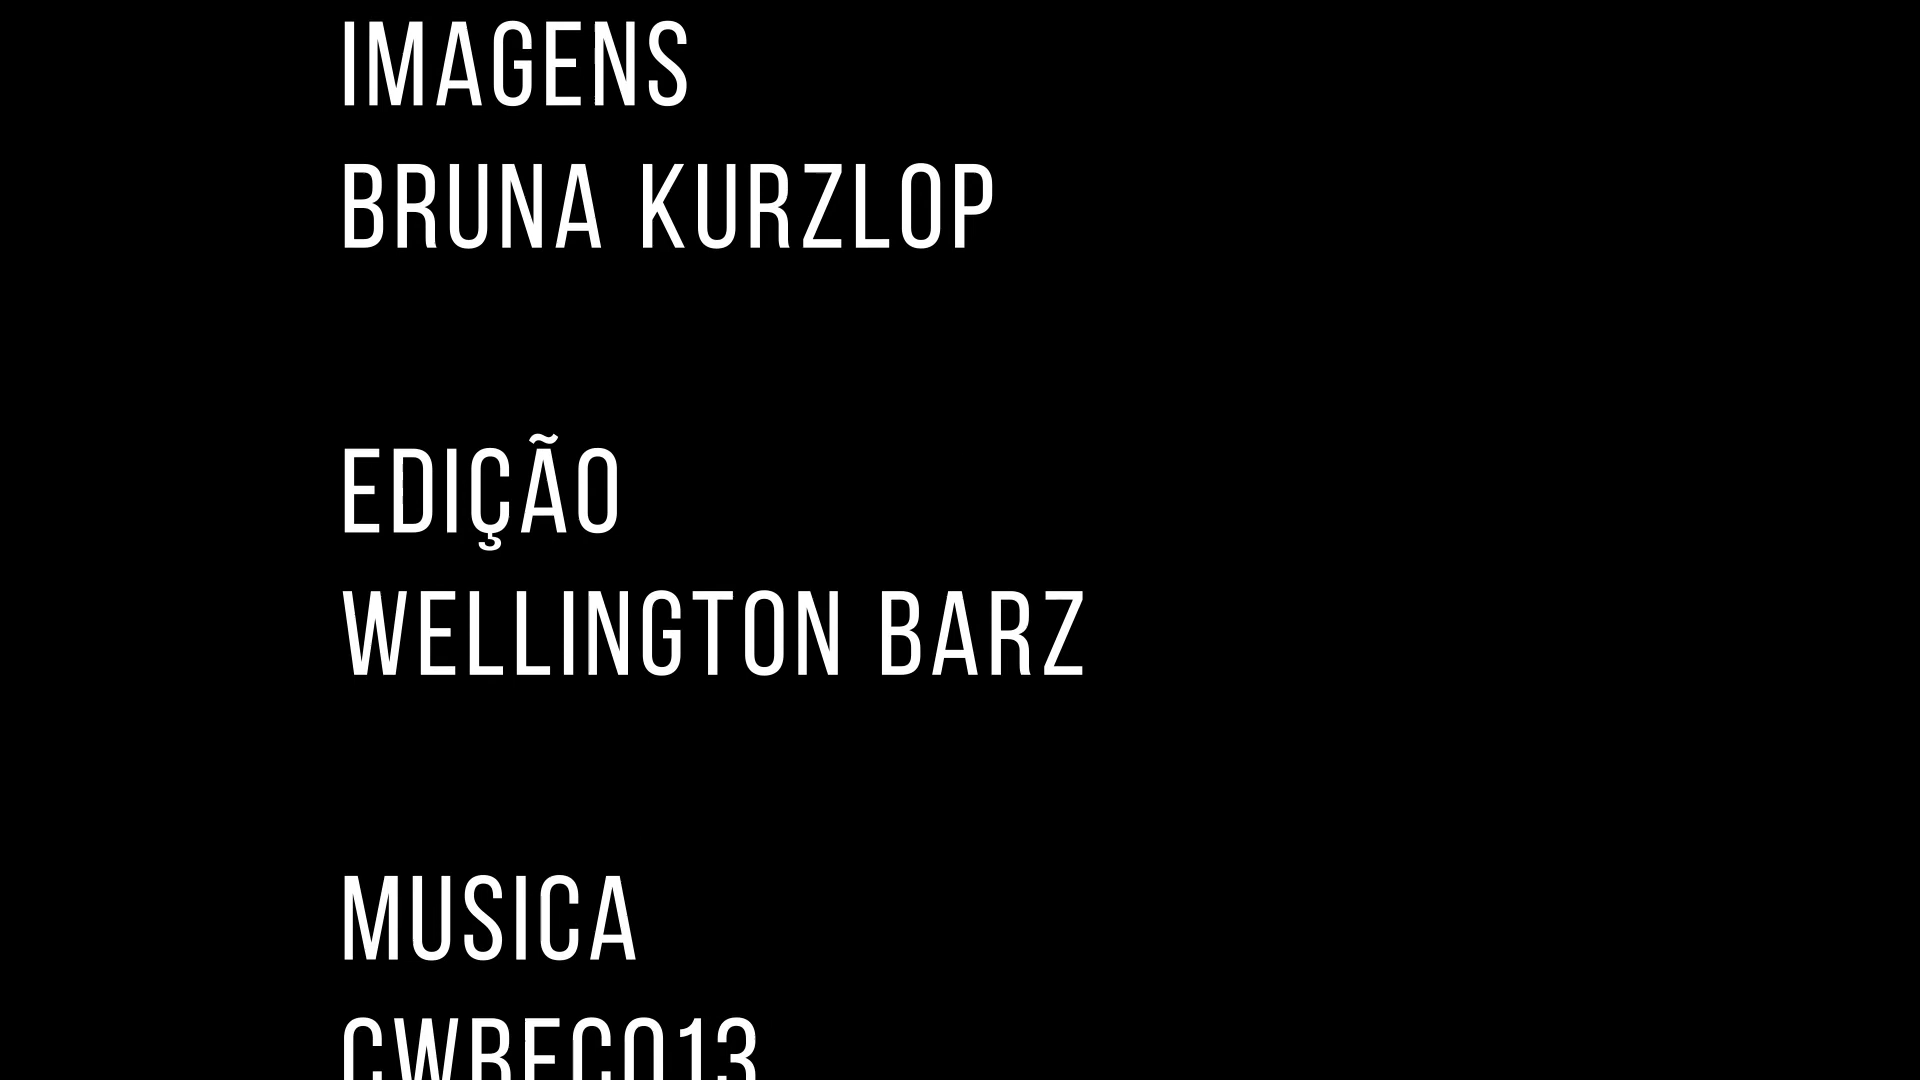 IMAGENS
BRUNA KURZLOP
EDIÇÃO
WELLINGTON BARZ
MUSICA